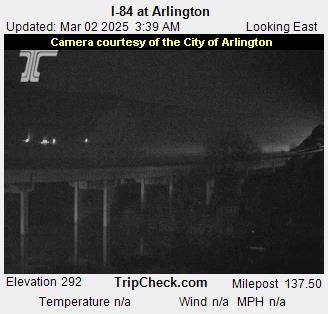 I-84 at Arlington
Updated: Mar 02 2025 3:39 AM Looking East
Camera courtesy of the City of Arlington
Elevation 292 TripCheck.com Milepost 137.50
Temperature n/a Wind n/a MPH n/a